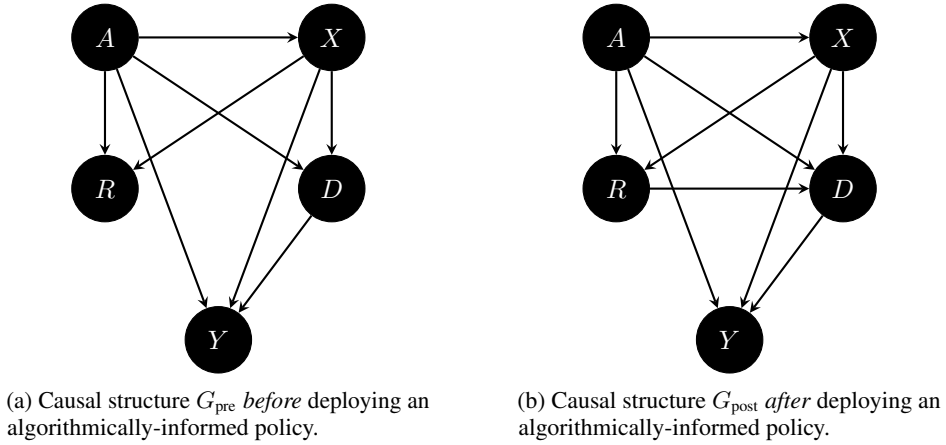 A X
R D
Y
(a) Causal structure G_pre before deploying an
algorithmically-informed policy.
A X
R D
Y
(b) Causal structure G_post after deploying an
algorithmically-informed policy.